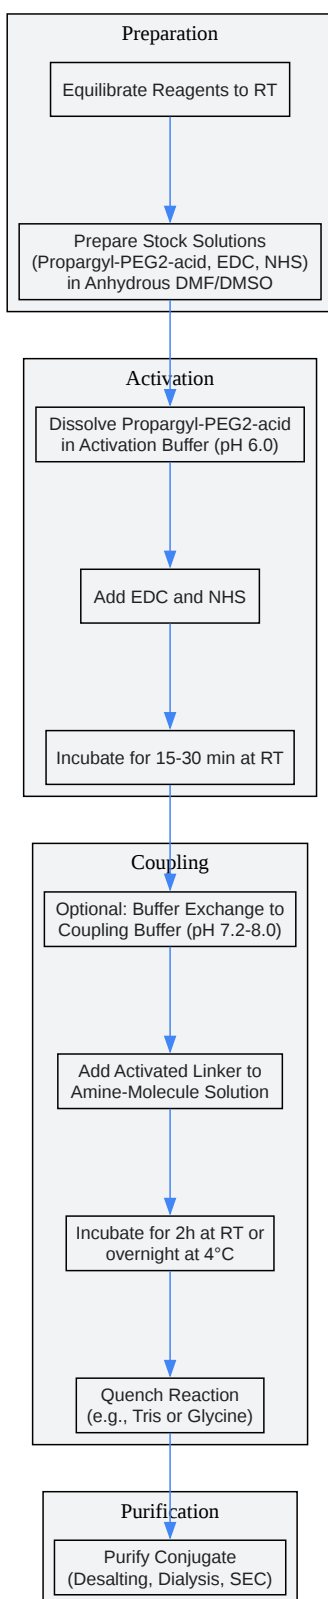 Preparation
Equilibrate Reagents to RT
Prepare Stock Solutions
(Propargyl-PEG2-acid, EDC, NHS)
in Anhydrous DMF/DMSO
Activation
Dissolve Propargyl-PEG2-acid
in Activation Buffer (pH 6.0)
Add EDC and NHS
Incubate for 15-30 min at RT
Coupling
Optional: Buffer Exchange to
Coupling Buffer (pH 7.2-8.0)
Add Activated Linker to
Amine-Molecule Solution
Incubate for 2h at RT or
overnight at 4°C
Quench Reaction
(e.g., Tris or Glycine)
Purification
Purify Conjugate
(Desalting, Dialysis, SEC)